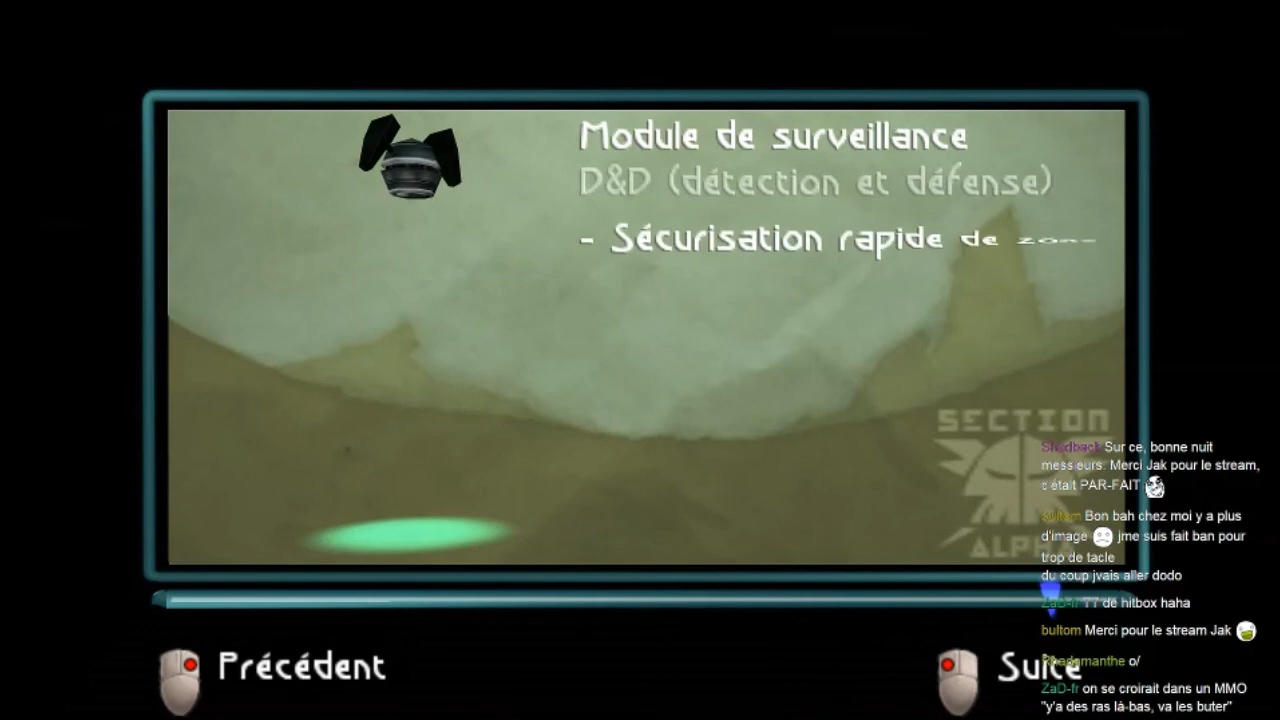 Module de surveillance
D&D (détection et défense)
- Sécurisation rapide de zone
SECTION
ALPHA
Shedback Sur ce, bonne nuit
messieurs. Merci Jak pour le stream,
c'était PAR-FAIT
bultom Bon bah chez moi y a plus
d'image jme suis fait ban pour
trop de tacle
du coup jvais aller dodo
ZaD-fr ?? de hitbox haha
bultom Merci pour le stream Jak
Rhadamanthe o/
ZaD-fr on se croirait dans un MMO
"y'a des ras là-bas, va les buter"
Précédent
Suite